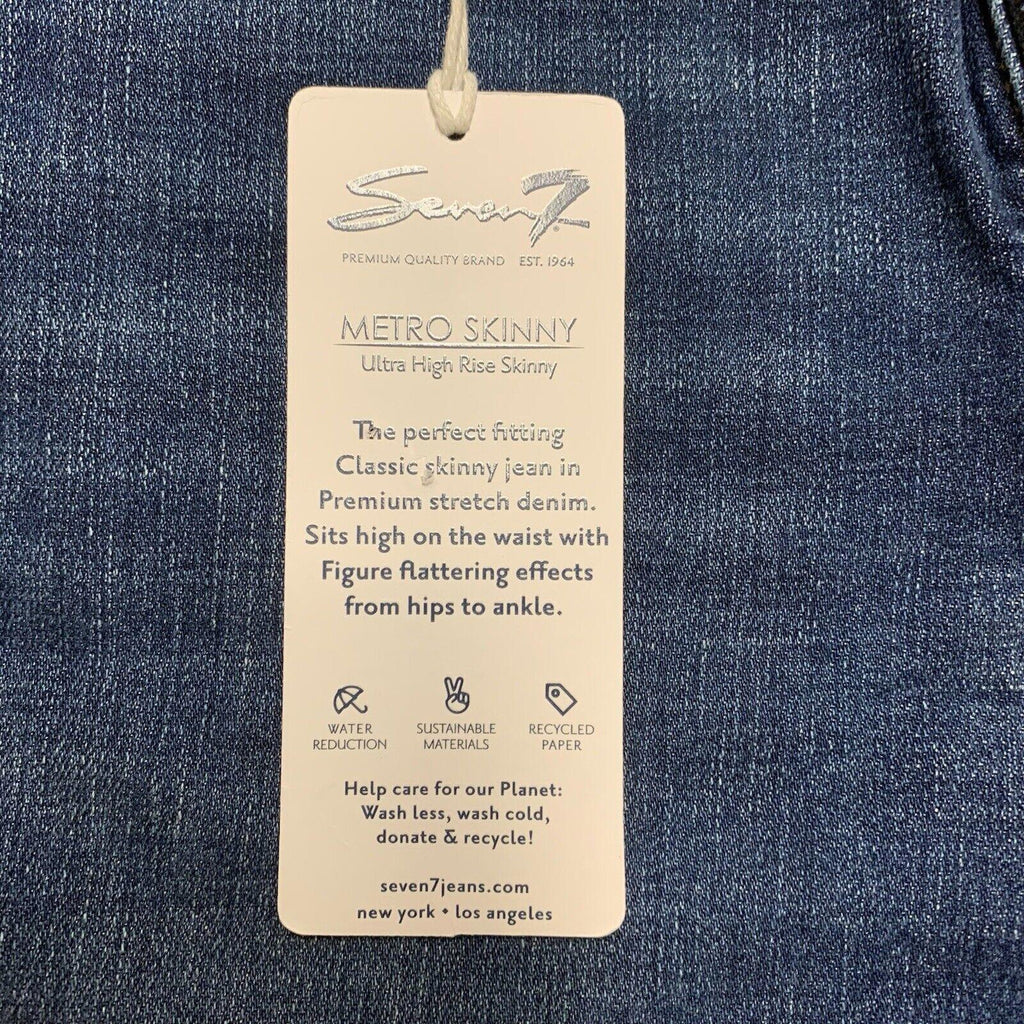 Seven7®
PREMIUM QUALITY BRAND EST. 1964
METRO SKINNY
Ultra High Rise Skinny
The perfect fitting
Classic skinny jean in
Premium stretch denim.
Sits high on the waist with
Figure flattering effects
from hips to ankle.
WATER REDUCTION
SUSTAINABLE MATERIALS
RECYCLED PAPER
Help care for our Planet:
Wash less, wash cold,
donate & recycle!
seven7jeans.com
new york • los angeles